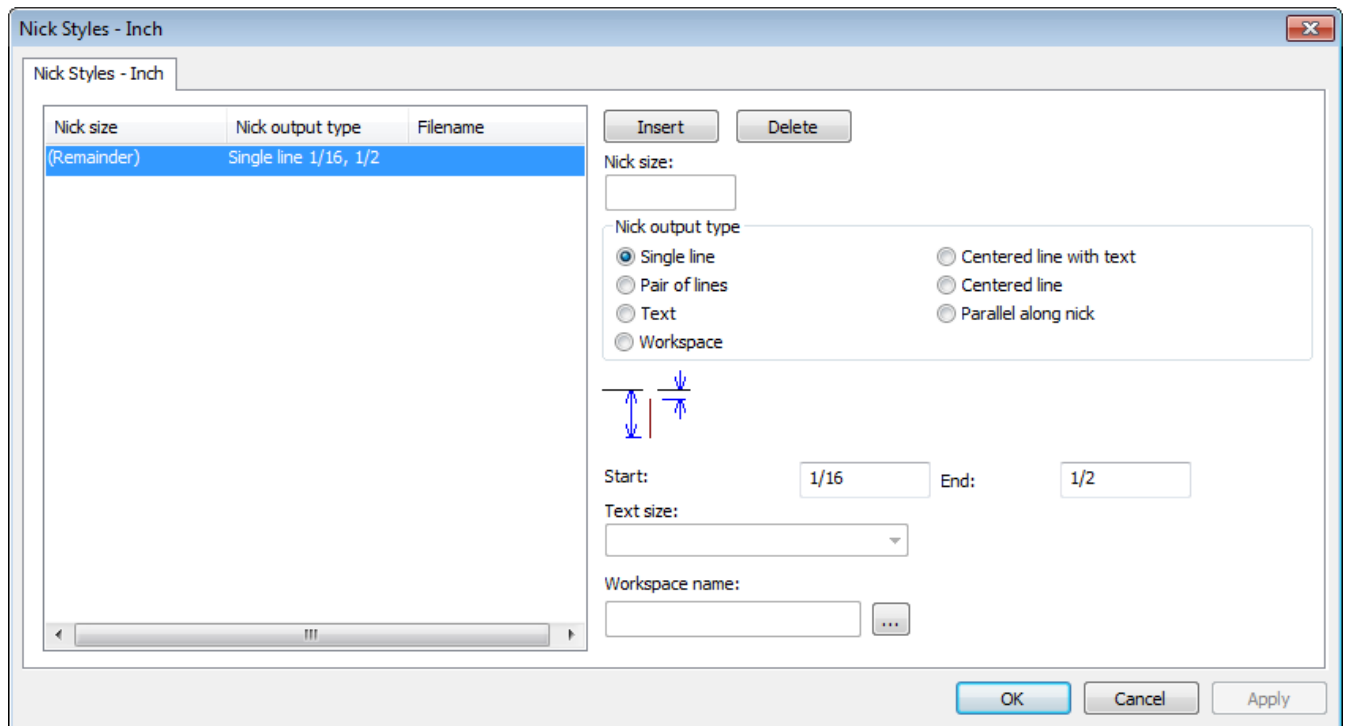 Nick Styles - Inch
Nick Styles - Inch
Nick size Nick output type Filename
(Remainder) Single line 1/16, 1/2
Insert Delete
Nick size:
Nick output type
Single line Centered line with text
Pair of lines Centered line
Text Parallel along nick
Workspace
Start: 1/16 End: 1/2
Text size:
Workspace name:
...
OK Cancel Apply